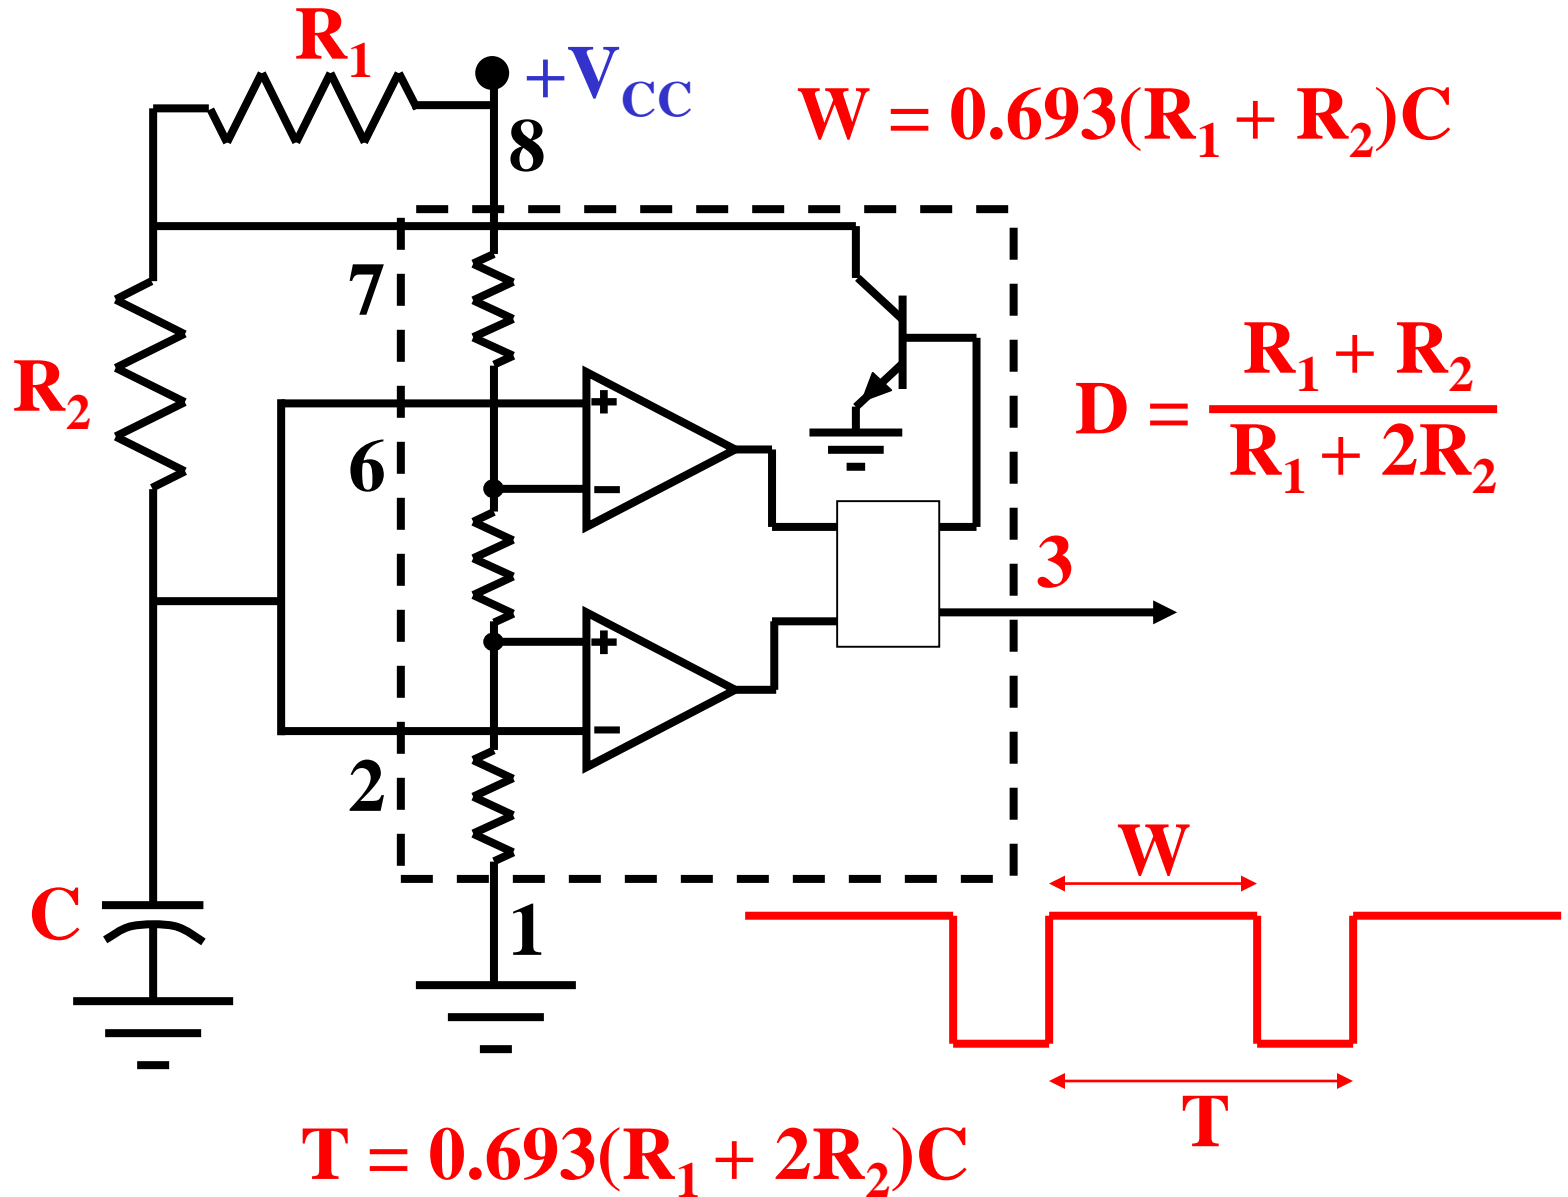 R1
+VCC
8
W = 0.693(R1 + R2)C
7
R2
D = R1 + R2
R1 + 2R2
+
6
−
3
+
−
2
W
C
1
T
T = 0.693(R1 + 2R2)C